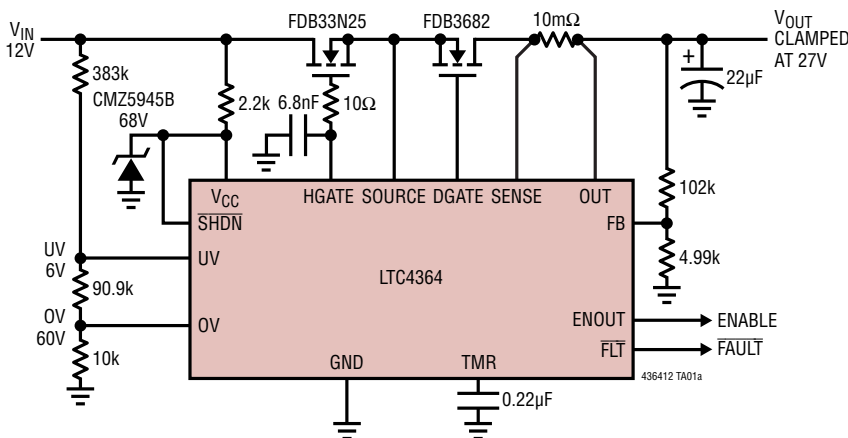 FDB33N25
FDB3682
10mΩ
VIN
12V
VOUT
CLAMPED
AT 27V
383k
CMZ5945B
68V
2.2k
6.8nF
10Ω
+
22µF
VCC
HGATE
SOURCE
DGATE
SENSE
OUT
SHDN
102k
FB
UV
6V
UV
LTC4364
4.99k
90.9k
OV
60V
OV
ENOUT
ENABLE
10k
FLT
FAULT
GND
TMR
436412 TA01a
0.22µF